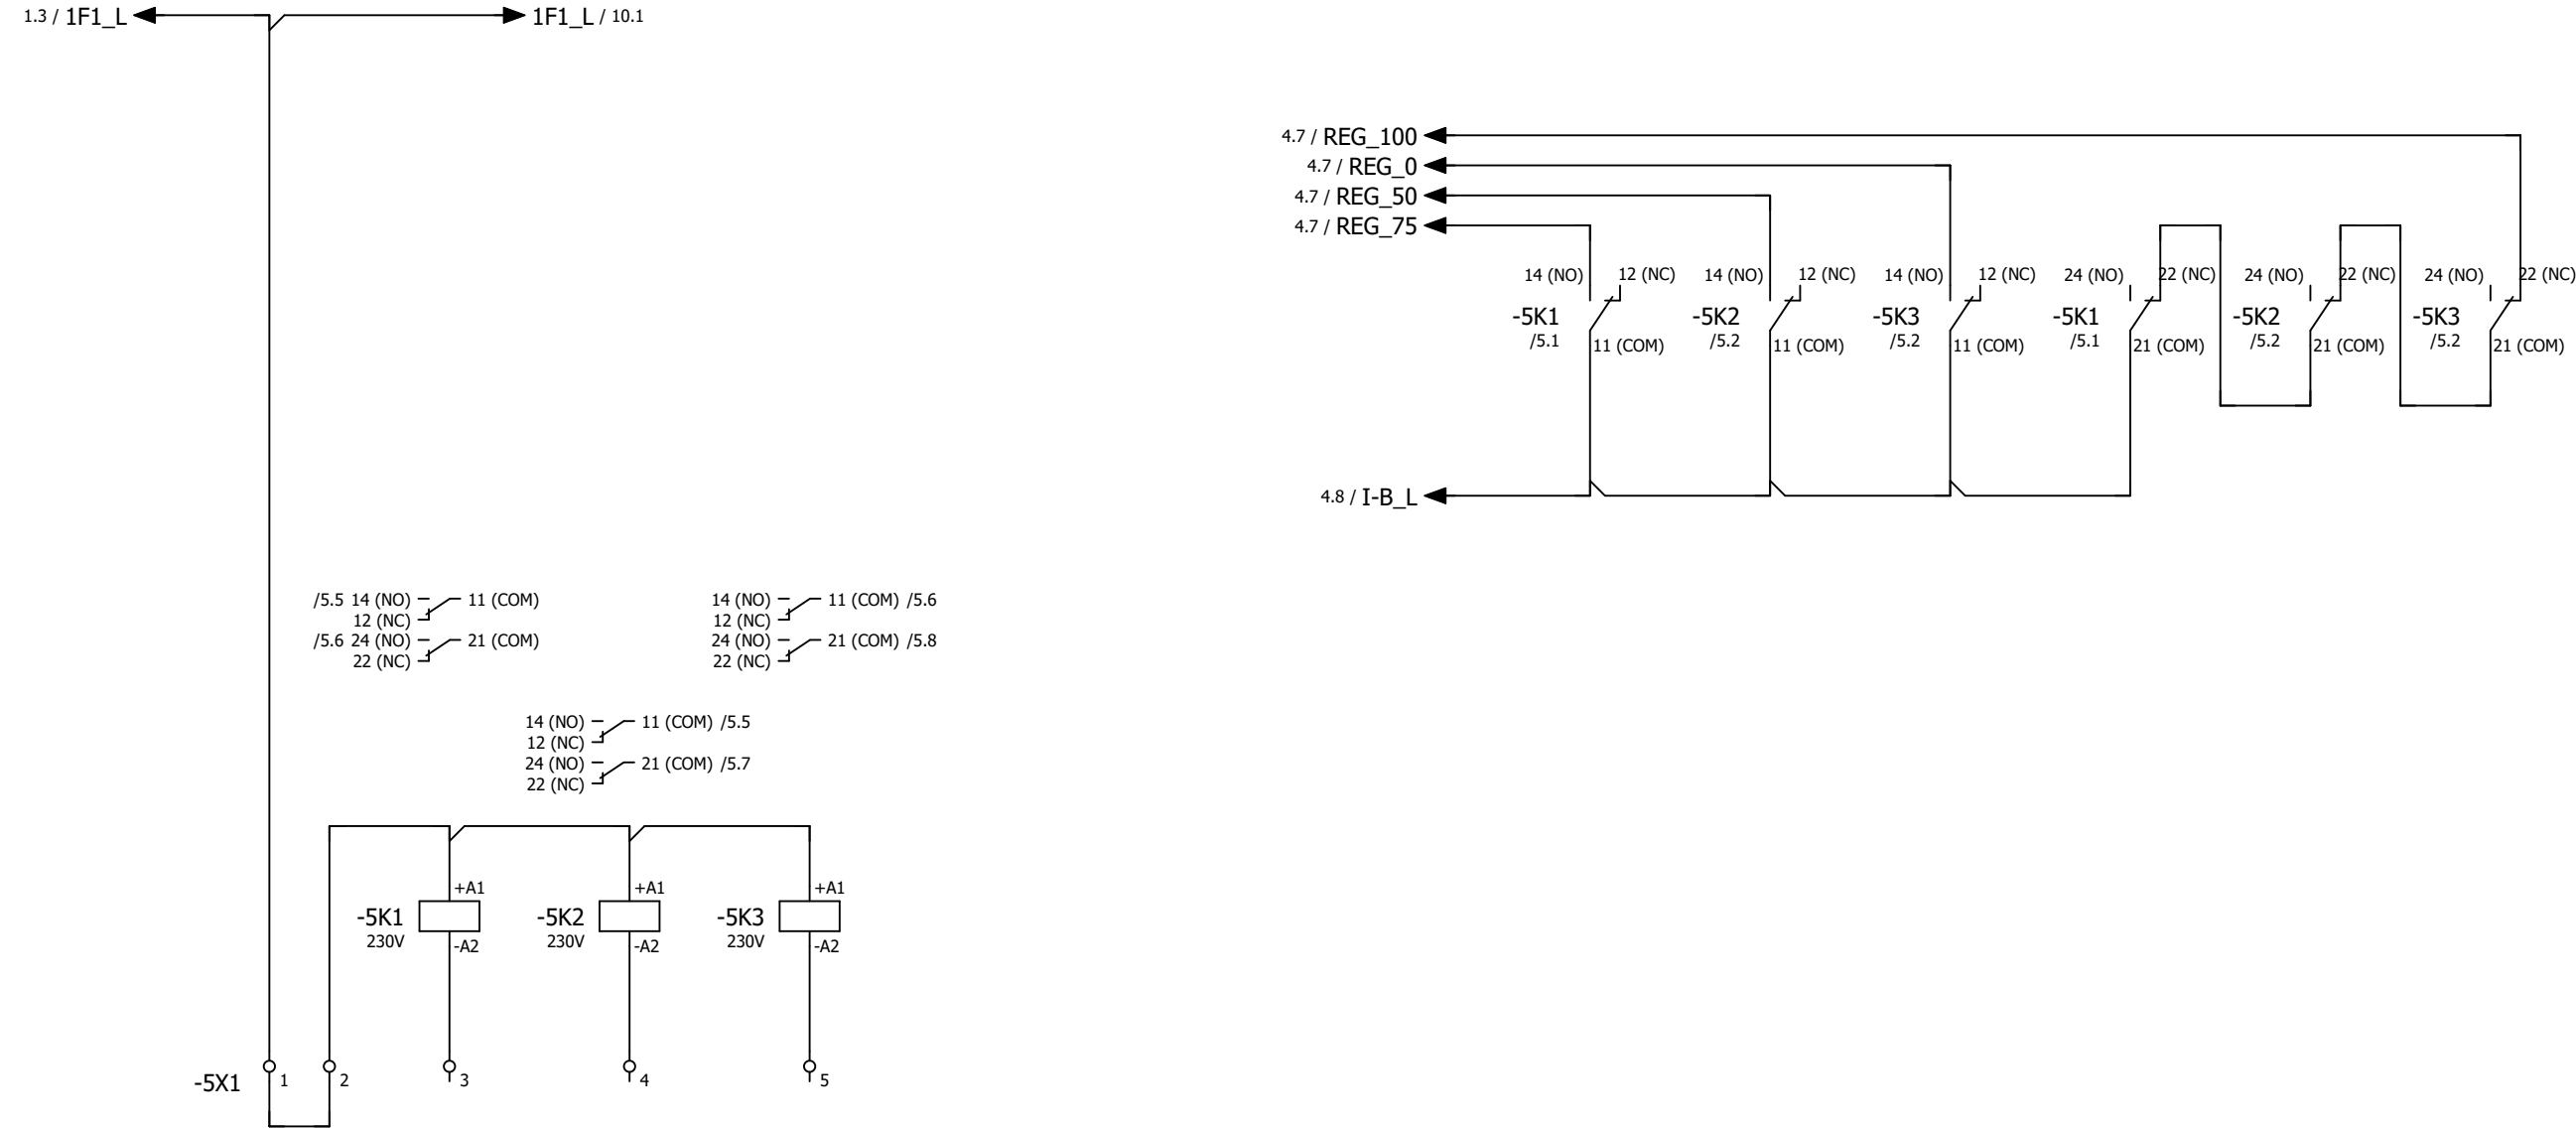 1.3 / 1F1_L
1F1_L / 10.1
4.7 / REG_100
4.7 / REG_0
4.7 / REG_50
4.7 / REG_75
14 (NO) 12 (NC) 14 (NO) 12 (NC) 14 (NO) 12 (NC) 24 (NO) 22 (NC) 24 (NO) 22 (NC) 24 (NO) 22 (NC)
-5K1 -5K2 -5K3 -5K1 -5K2 -5K3
/5.1 /5.2 /5.2 /5.1 /5.2 /5.2
11 (COM) 11 (COM) 11 (COM) 21 (COM) 21 (COM) 21 (COM)
4.8 / I-B_L
/5.5 14 (NO) 11 (COM)
12 (NC)
/5.6 24 (NO) 21 (COM)
22 (NC)
14 (NO) 11 (COM) /5.6
12 (NC)
24 (NO) 21 (COM) /5.8
22 (NC)
14 (NO) 11 (COM) /5.5
12 (NC)
24 (NO) 21 (COM) /5.7
22 (NC)
+A1 +A1 +A1
-5K1 -5K2 -5K3
230V 230V 230V
-A2 -A2 -A2
-5X1 1 2 3 4 5